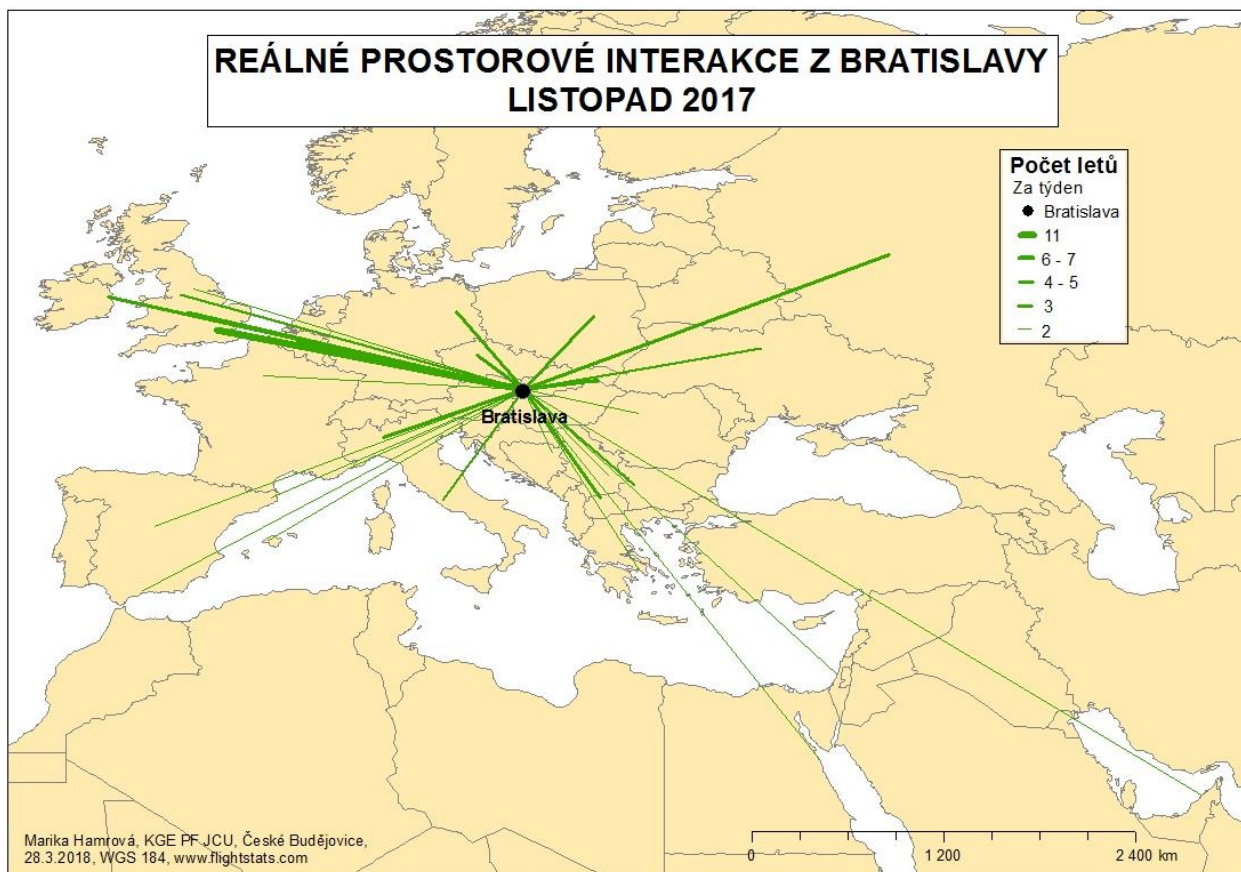 REÁLNÉ PROSTOROVÉ INTERAKCE Z BRATISLAVY
LISTOPAD 2017
Počet letů
Za týden
Bratislava
11
6 - 7
4 - 5
3
2
Bratislava
Marika Hamrová, KGE PF JCU, České Budějovice,
28.3.2018, WGS 184, www.flightstats.com
0 1 200 2 400 km